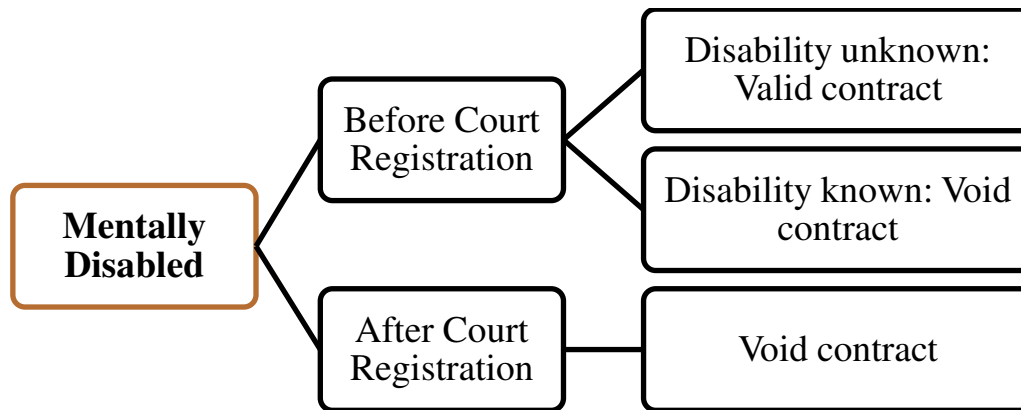 Mentally
Disabled
Before Court
Registration
Disability unknown:
Valid contract
Disability known: Void
contract
After Court
Registration
Void contract